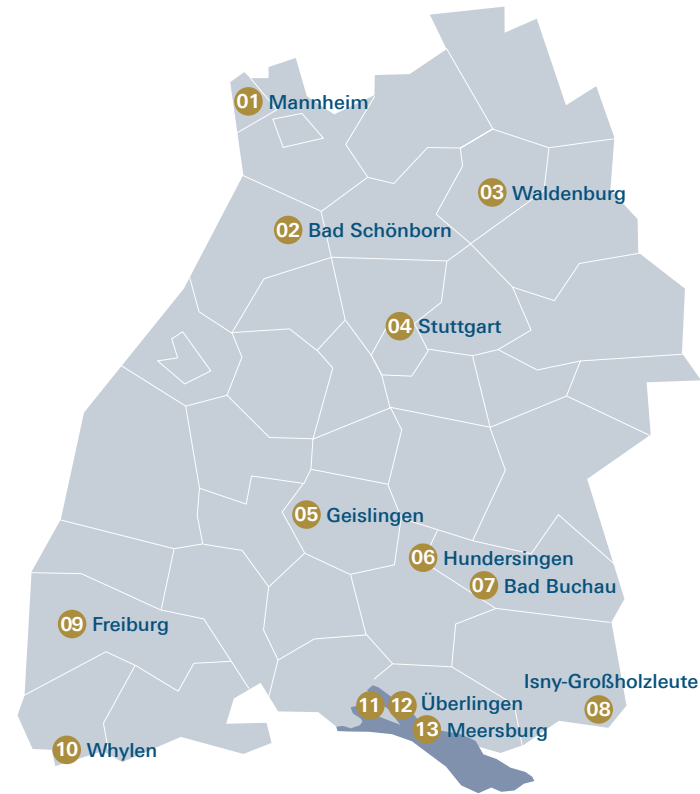 01 Mannheim
03 Waldenburg
02 Bad Schönborn
04 Stuttgart
05 Geislingen
06 Hundersingen
07 Bad Buchau
09 Freiburg
Isny-Großholzleute
08
11 12 Überlingen
13 Meersburg
10 Whylen